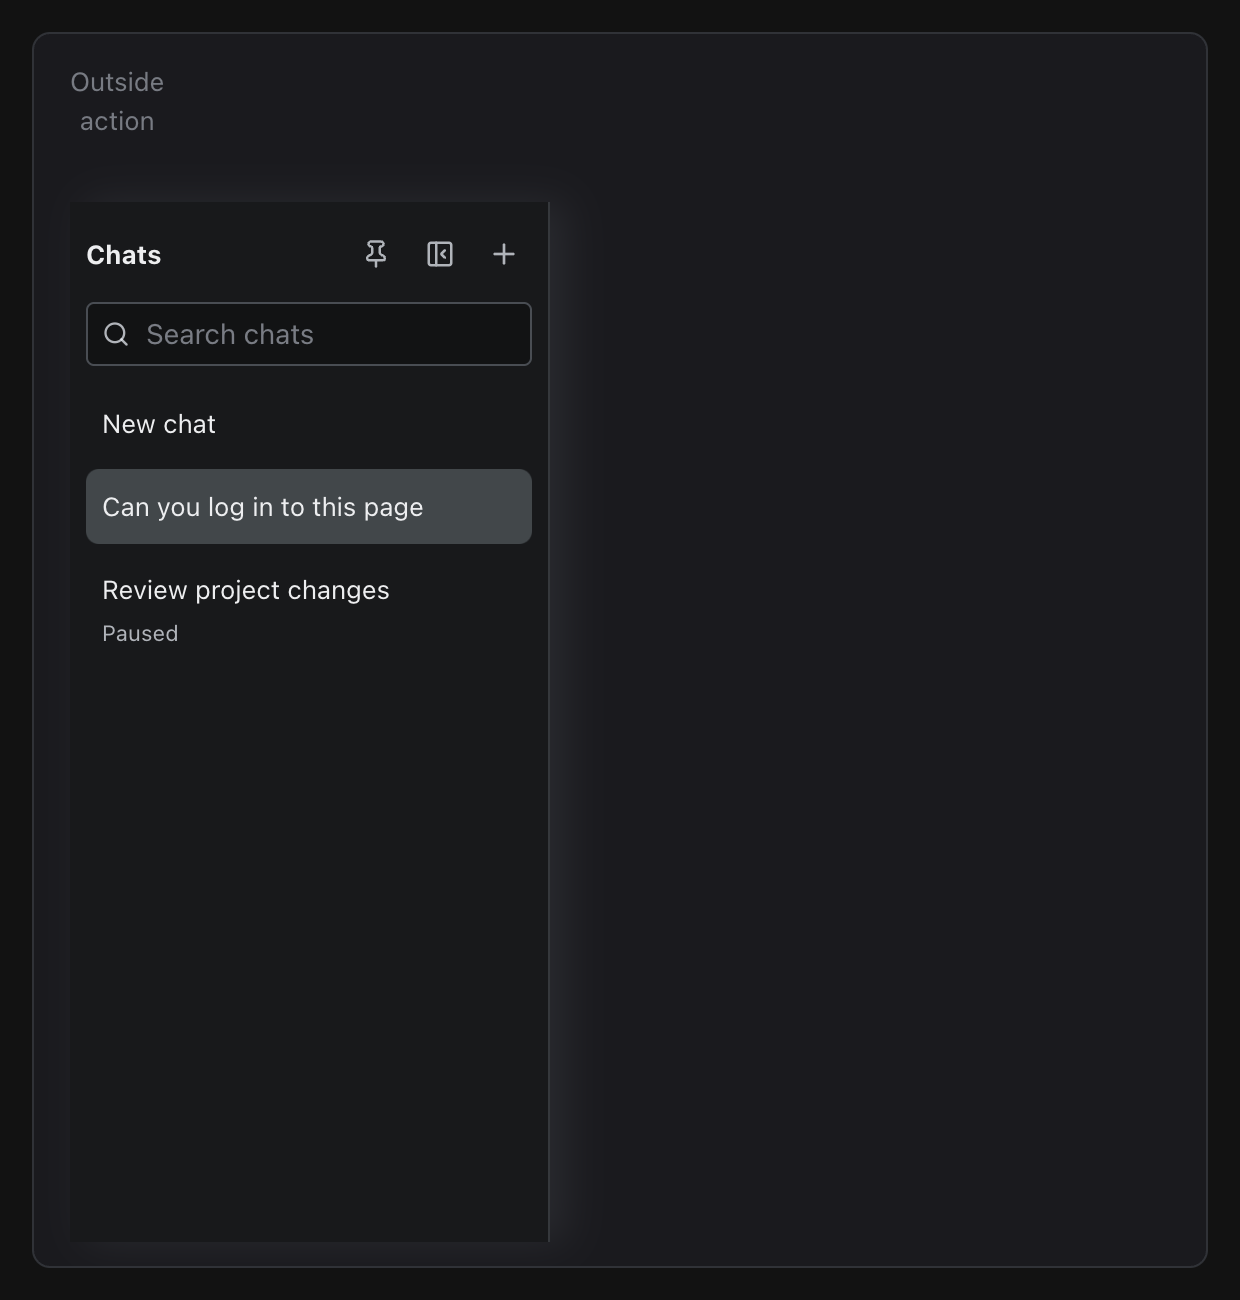 Outside
action
Chats
Search chats
New chat
Can you log in to this page
Review project changes
Paused